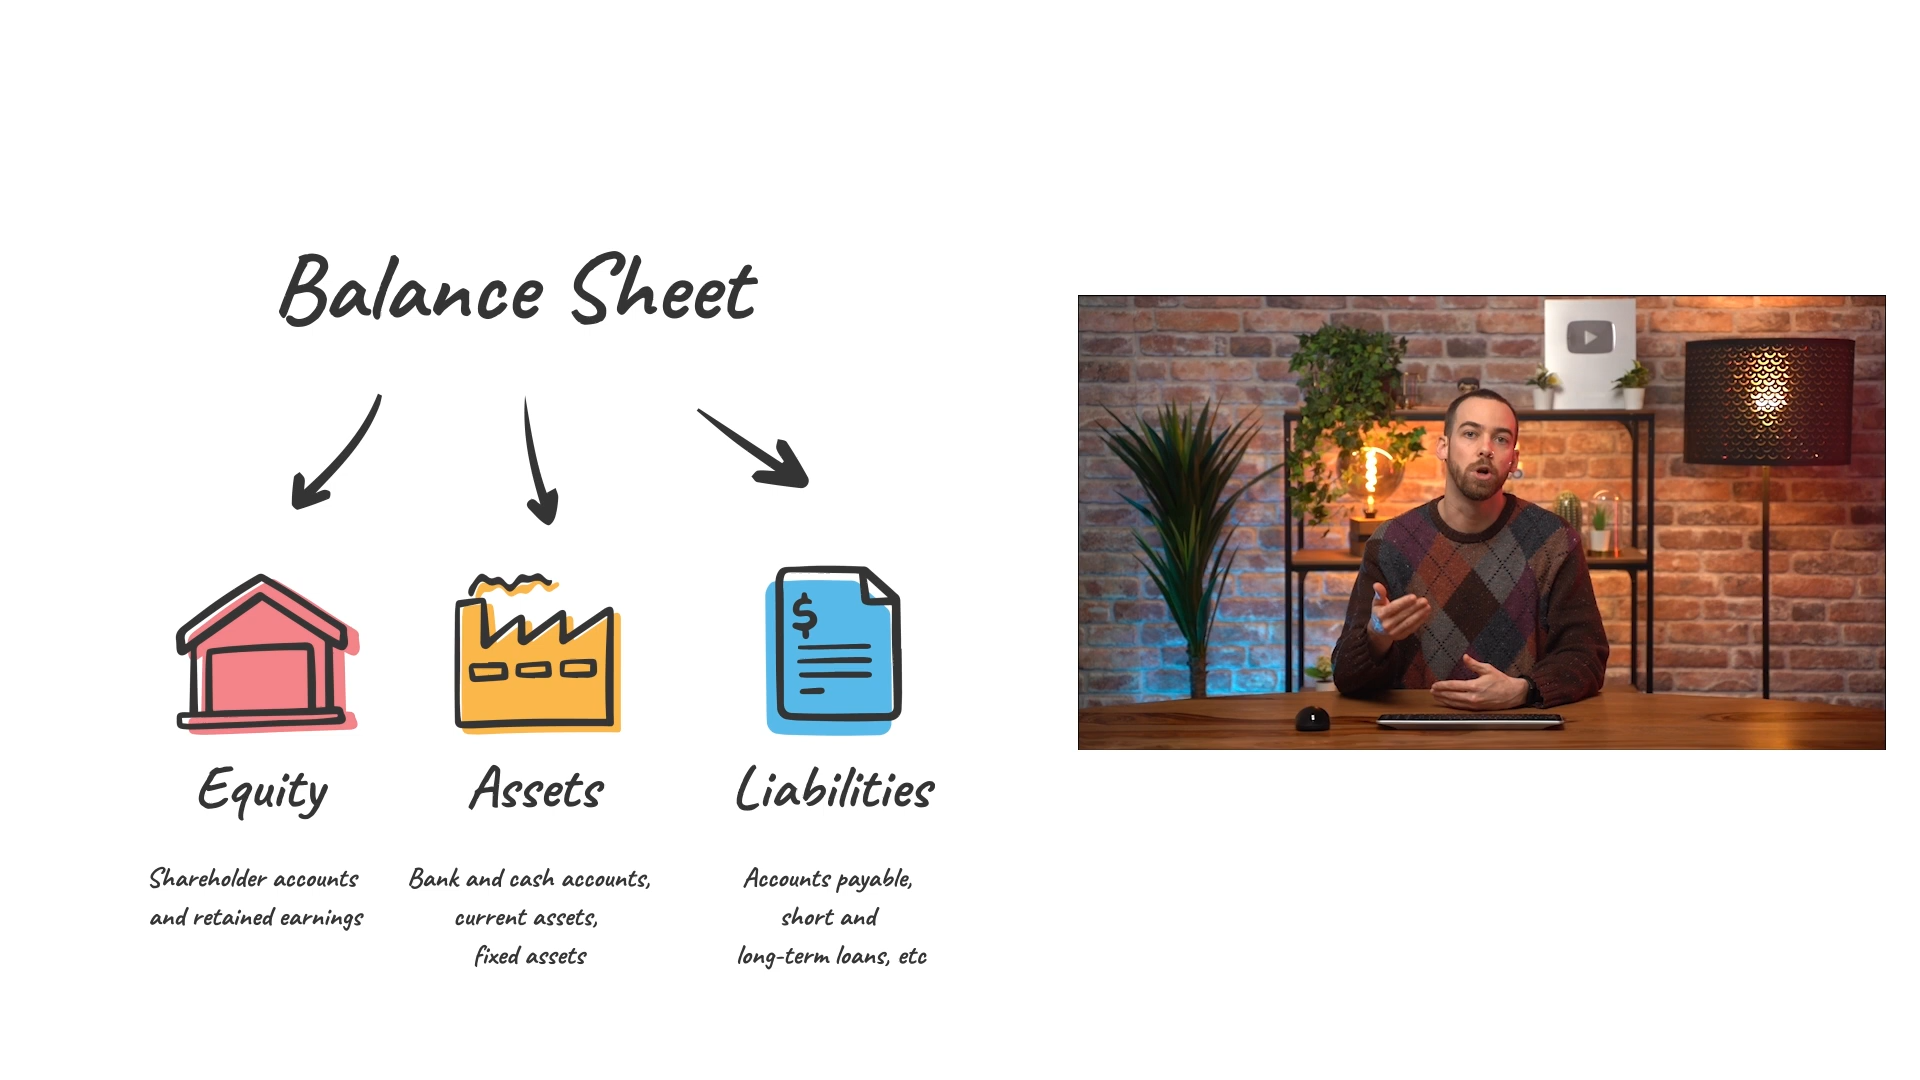 Balance Sheet
$
Equity
Assets
Liabilities
Shareholder accounts
and retained earnings
Bank and cash accounts,
current assets,
fixed assets
Accounts payable,
short and
long-term loans, etc